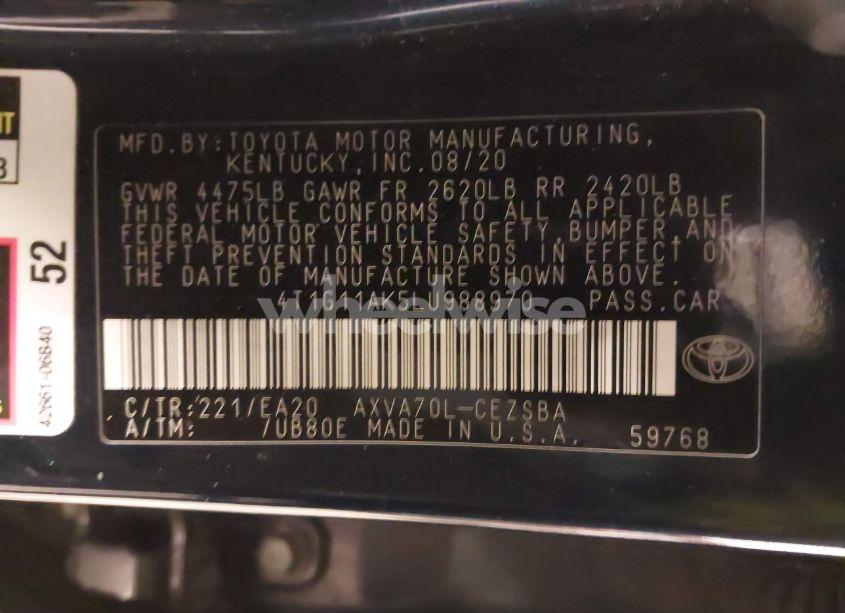 MFD.BY:TOYOTA MOTOR MANUFACTURING,
KENTUCKY,INC.08/20
GVWR 4475LB GAWR FR 2620LB RR 2420LB
THIS VEHICLE CONFORMS TO ALL APPLICABLE
FEDERAL MOTOR VEHICLE SAFETY,BUMPER,AND
THEFT PREVENTION STANDARDS IN EFFECT ON
THE DATE OF MANUFACTURE SHOWN ABOVE.
PASS.CAR
wheelwise
C/TR:221/EA20 AXVA70L-CEZSBA
A/TM: 7UB80E MADE IN U.S.A. 59768
52
42661-06B40